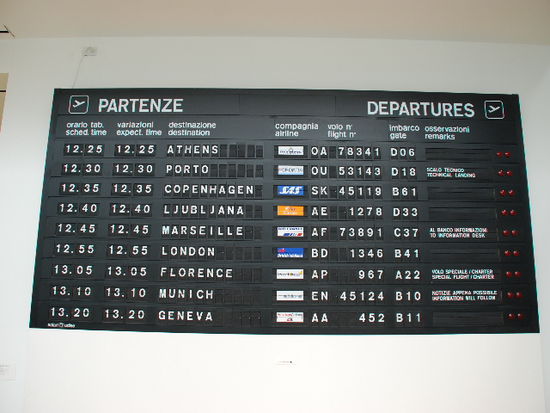 PARTENZE DEPARTURES
orario tab. variazioni destinazione compagnia volo n° imbarco osservazioni
sched. time expect. time destination airline flight n° gate remarks
12.25 12.25 ATHENS OA 78341 D06
12.30 12.30 PORTO OU 53143 D18 SCALO TECNICO
TECHNICAL LANDING
12.35 12.35 COPENHAGEN SAS SK 45119 B61
12.40 12.40 LJUBLJANA AE 1278 D33
12.45 12.45 MARSEILLE AF 73891 C37 AL BANCO INFORMAZIONI
TO INFORMATION DESK
12.55 12.55 LONDON BD 1346 B41
13.05 13.05 FLORENCE AP 967 A22 VOLO SPECIALE/CHARTER
SPECIAL FLIGHT/CHARTER
13.10 13.10 MUNICH EN 45124 B10 NOTIZIE APPENA POSSIBILE
INFORMATION WILL FOLLOW
13.20 13.20 GENEVA AA 452 B11
solari udine